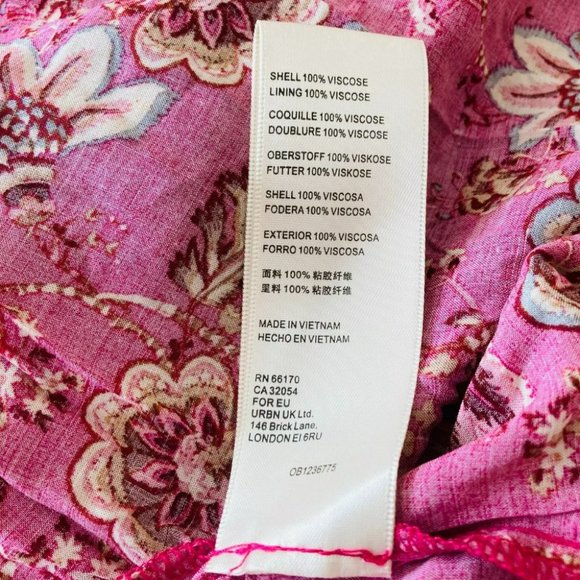 SHELL 100% VISCOSE
LINING 100% VISCOSE
COQUILLE 100% VISCOSE
DOUBLURE 100% VISCOSE
OBERSTOFF 100% VISKOSE
FUTTER 100% VISKOSE
SHELL 100% VISCOSA
FODERA 100% VISCOSA
EXTERIOR 100% VISCOSA
FORRO 100% VISCOSA
面料 100% 粘胶纤维
里料 100% 粘胶纤维
MADE IN VIETNAM
HECHO EN VIETNAM
RN 66170
CA 32054
FOR EU
URBN UK Ltd.
146 Brick Lane,
LONDON EI 6RU
OB1236775